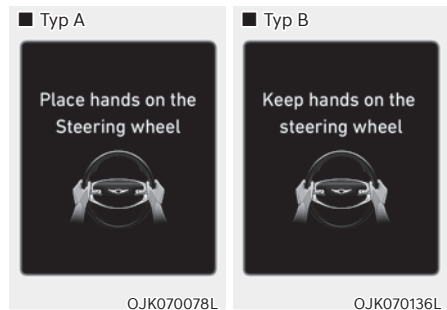 ■ Typ A
Place hands on the
Steering wheel
OJK070078L
■ Typ B
Keep hands on the
steering wheel
OJK070136L